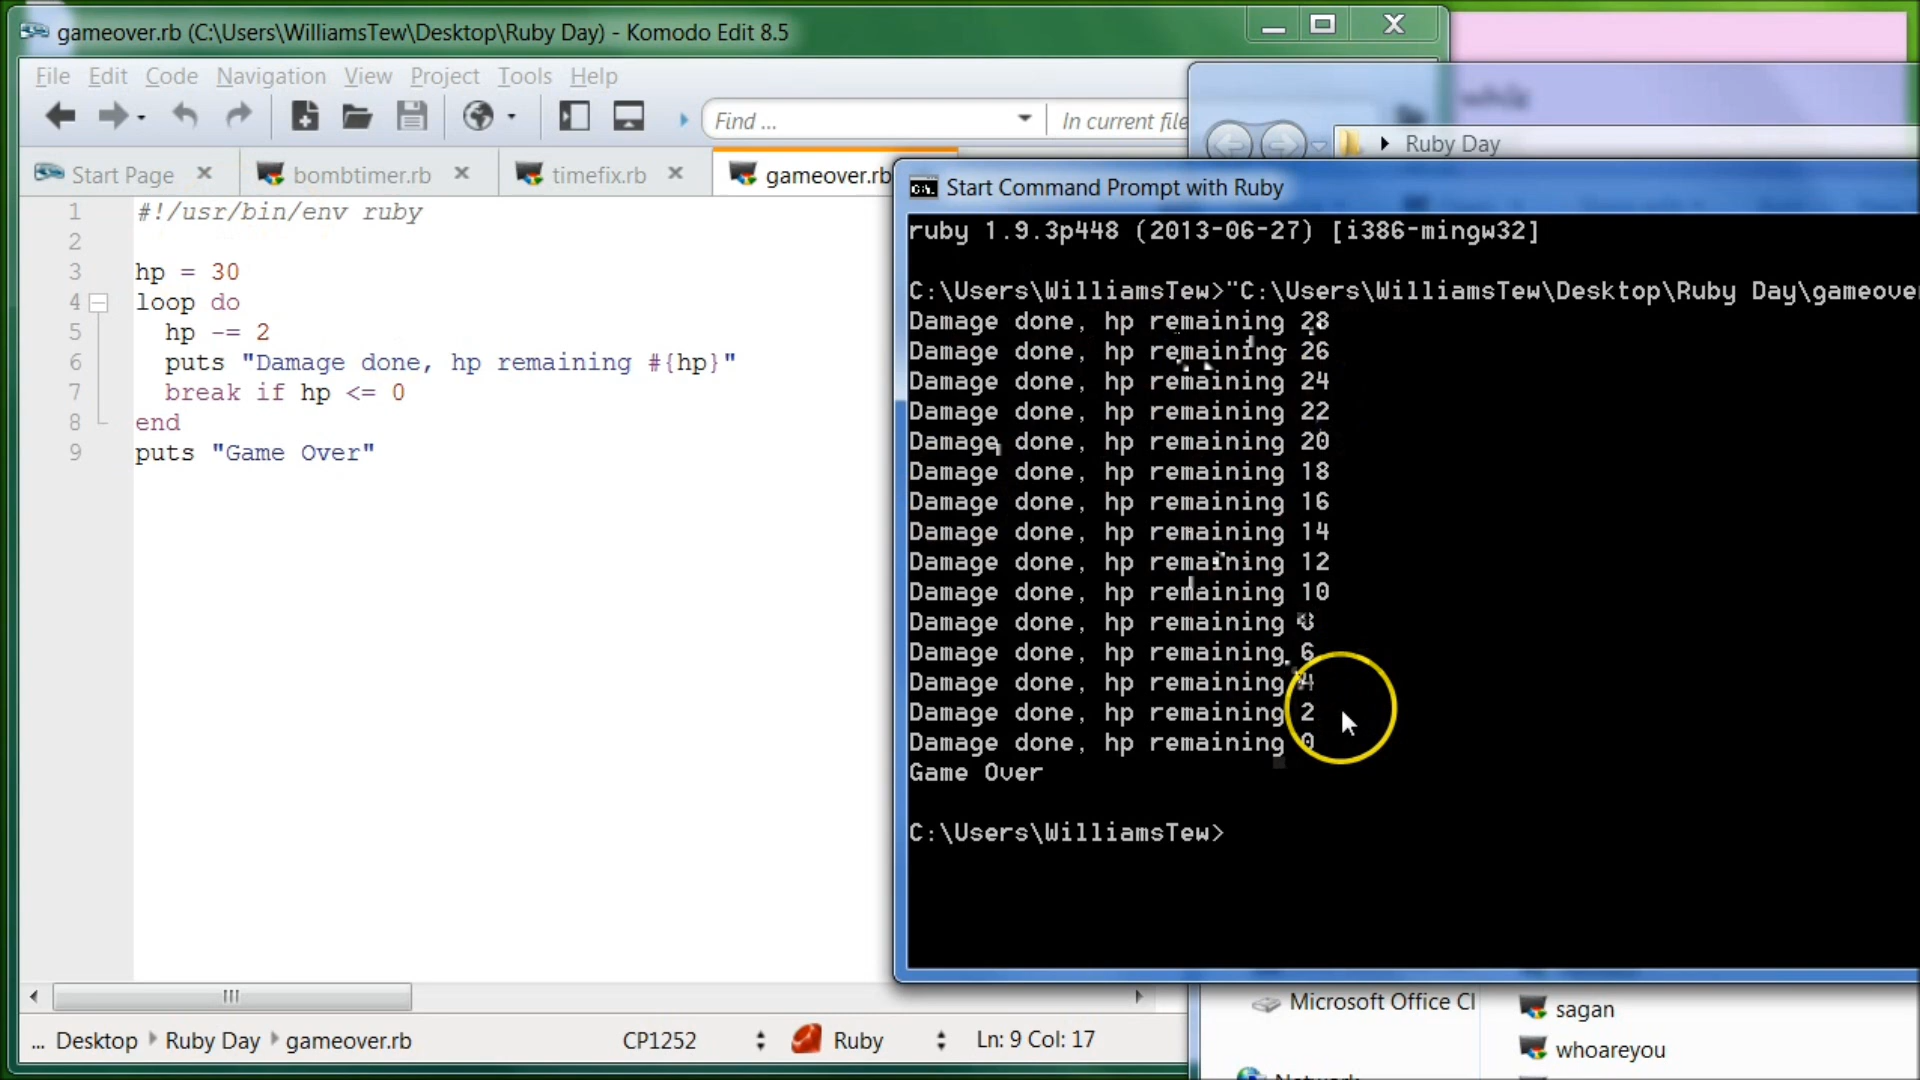 gameover.rb (C:\Users\WilliamsTew\Desktop\Ruby Day) - Komodo Edit 8.5
File Edit Code Navigation View Project Tools Help
Find ...
In current file
Start Page
bombtimer.rb
timefix.rb
gameover.rb
1 #!/usr/bin/env ruby
2
3 hp = 30
4 loop do
5 hp -= 2
6 puts "Damage done, hp remaining #{hp}"
7 break if hp <= 0
8 end
9 puts "Game Over"
... Desktop Ruby Day gameover.rb
CP1252
Ruby
Ln: 9 Col: 17
Ruby Day
Start Command Prompt with Ruby
ruby 1.9.3p448 (2013-06-27) [i386-mingw32]
C:\Users\WilliamsTew>"C:\Users\WilliamsTew\Desktop\Ruby Day\gameove
Damage done, hp remaining 28
Damage done, hp remaining 26
Damage done, hp remaining 24
Damage done, hp remaining 22
Damage done, hp remaining 20
Damage done, hp remaining 18
Damage done, hp remaining 16
Damage done, hp remaining 14
Damage done, hp remaining 12
Damage done, hp remaining 10
Damage done, hp remaining
Damage done, hp remaining 6
Damage done, hp remaining 4
Damage done, hp remaining 2
Damage done, hp remaining 0
Game Over
C:\Users\WilliamsTew>
Microsoft Office Cl
sagan
whoareyou